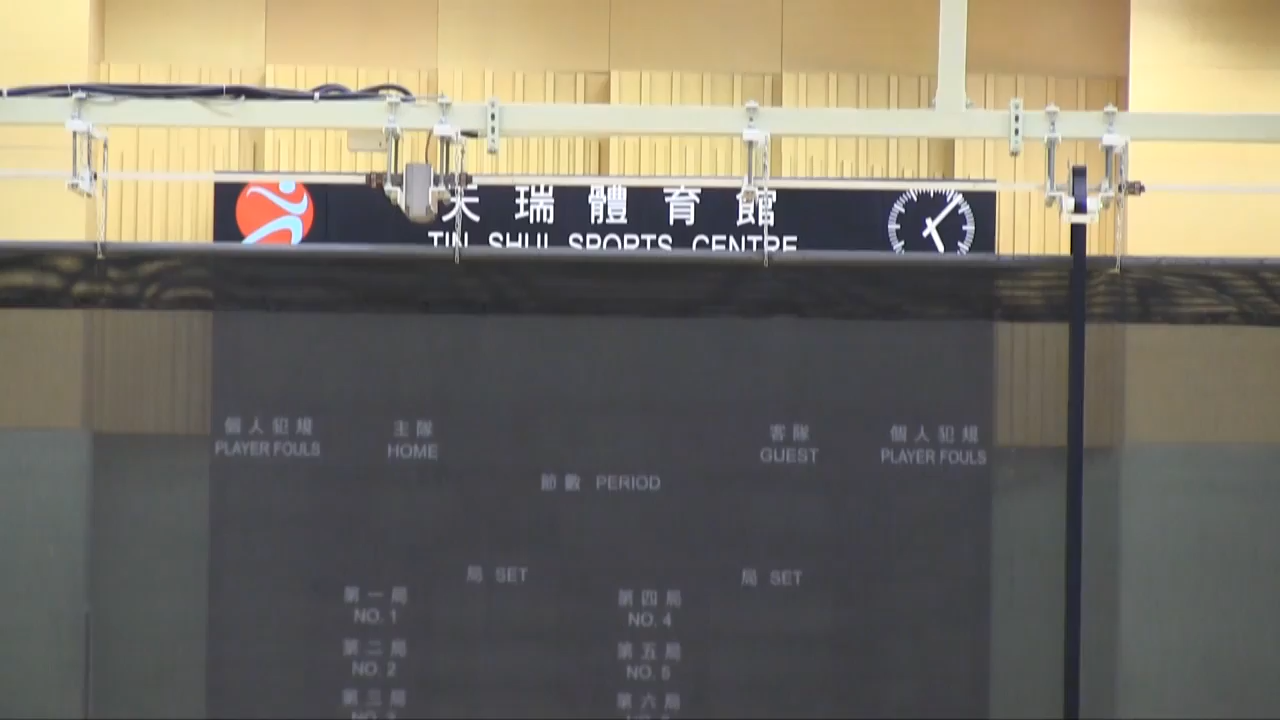 天瑞體育館
TIN SHUI SPORTS CENTRE
個人犯規
PLAYER FOULS
主隊
HOME
客隊
GUEST
個人犯規
PLAYER FOULS
節數 PERIOD
局 SET
局 SET
第一局
NO. 1
第四局
NO. 4
第二局
NO. 2
第五局
NO. 5
第三局
第六局